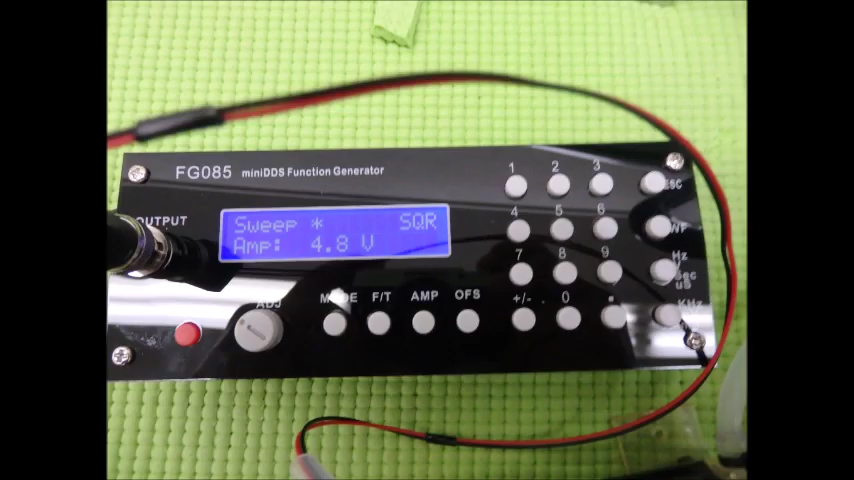 FG085 miniDDS Function Generator
OUTPUT
Sweep * SQR
Amp: 4.8 V
ADJ
F/T AMP OFS
1 2 3
4 5 6
7 8 9
+/- 0 .
ESC
WF
Hz
Sec
uS
KHz